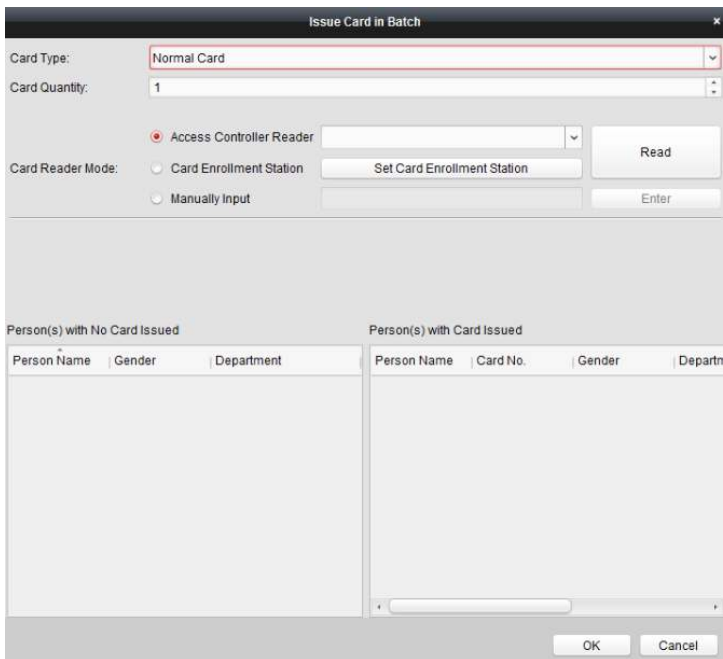 Issue Card in Batch ×
Card Type: Normal Card
Card Quantity: 1
Access Controller Reader
Read
Card Reader Mode: Card Enrollment Station Set Card Enrollment Station
Manually Input Enter
Person(s) with No Card Issued Person(s) with Card Issued
Person Name Gender Department Person Name Card No. Gender Departn
OK Cancel